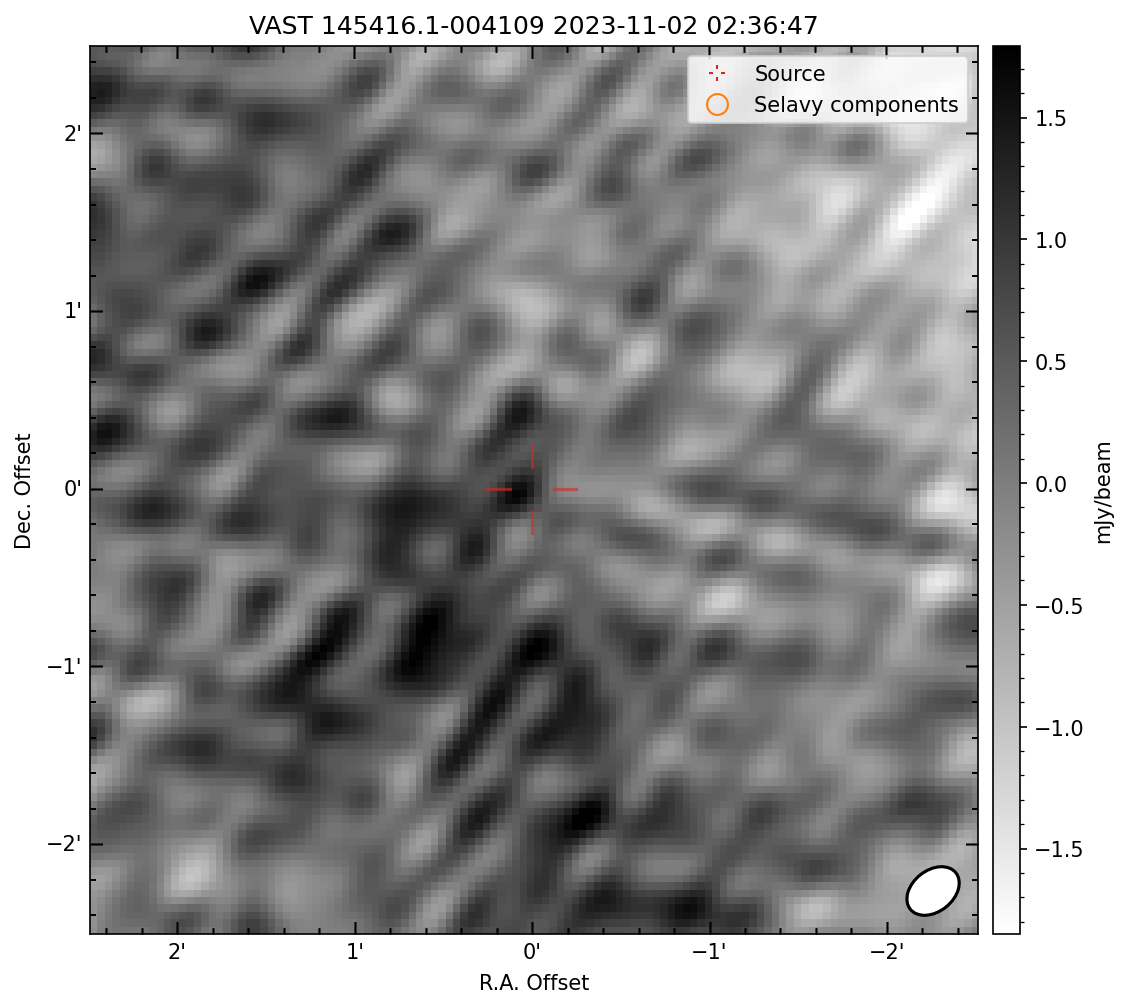 VAST 145416.1-004109 2023-11-02 02:36:47
Source
Selavy components
2'
1'
0'
−1'
−2'
Dec. Offset
2'
1'
0'
−1'
−2'
R.A. Offset
1.5
1.0
0.5
0.0
−0.5
−1.0
−1.5
mJy/beam